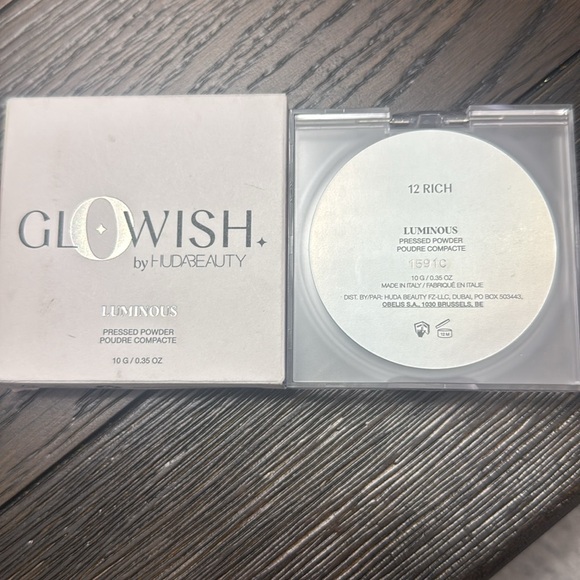 GLOWISH.
by HUDABEAUTY
LUMINOUS
PRESSED POWDER
POUDRE COMPACTE
10 G / 0.35 OZ
12 RICH
LUMINOUS
PRESSED POWDER
POUDRE COMPACTE
10 G / 0.35 OZ
MADE IN ITALY / FABRIQUÉ EN ITALIE
DIST. BY/PAR: HUDA BEAUTY FZ-LLC, DUBAI, PO BOX 503443,
OBELIS S.A., 1030 BRUSSELS, BE